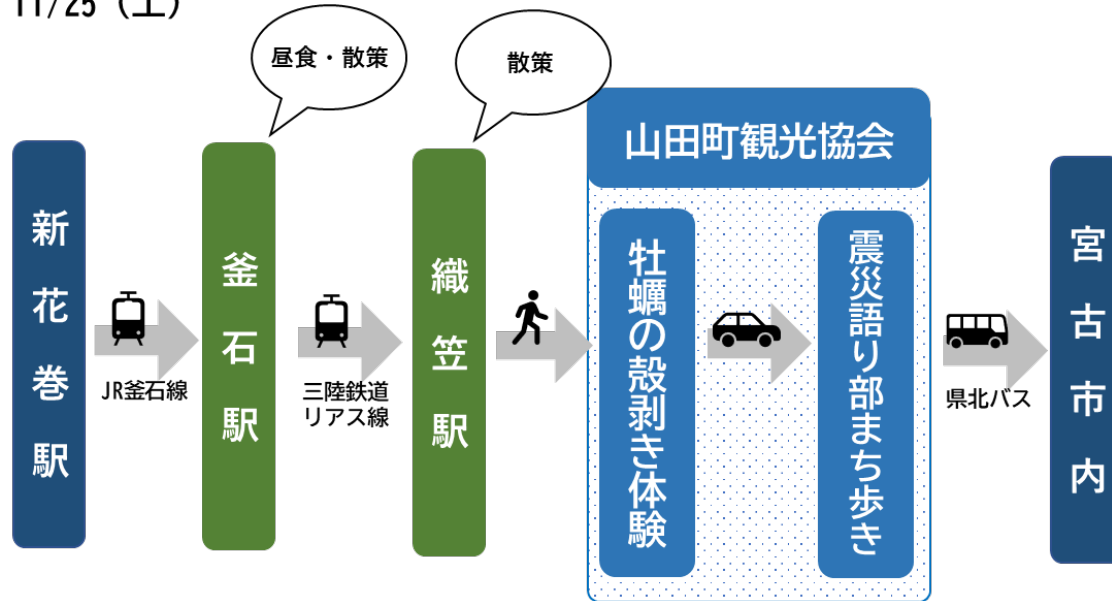 11/25（土）
昼食・散策
散策
山田町観光協会
新花巻駅
JR釜石線
釜石駅
三陸鉄道
リアス線
織笠駅
牡蠣の殻剥き体験
震災語り部まち歩き
県北バス
宮古市内